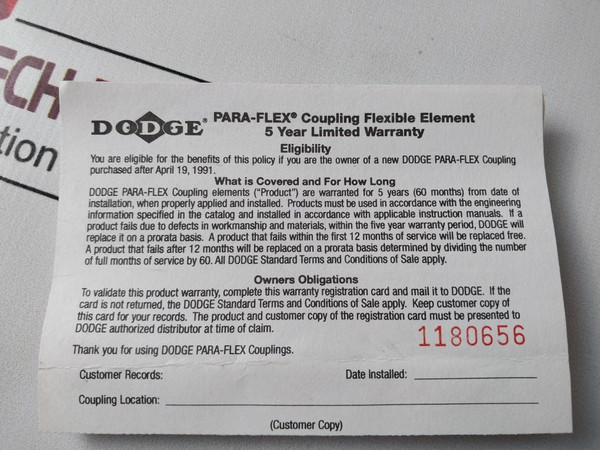 ECH
tion
DODGE® PARA-FLEX® Coupling Flexible Element
5 Year Limited Warranty
Eligibility
You are eligible for the benefits of this policy if you are the owner of a new DODGE PARA-FLEX Coupling
purchased after April 19, 1991.
What is Covered and For How Long
DODGE PARA-FLEX Coupling elements ("Product") are warranted for 5 years (60 months) from date of
installation, when properly applied and installed. Products must be used in accordance with the engineering
information specified in the catalog and installed in accordance with applicable instruction manuals. If a
product fails due to defects in workmanship and materials, within the five year warranty period, DODGE will
replace it on a prorata basis. A product that fails within the first 12 months of service will be replaced free.
A product that fails after 12 months will be replaced on a prorata basis determined by dividing the number
of full months of service by 60. All DODGE Standard Terms and Conditions of Sale apply.
Owners Obligations
To validate this product warranty, complete this warranty registration card and mail it to DODGE. If the
card is not returned, the DODGE Standard Terms and Conditions of Sale apply. Keep customer copy of
this card for your records. The product and customer copy of the registration card must be presented to
DODGE authorized distributor at time of claim.
1180656
Thank you for using DODGE PARA-FLEX Couplings.
Customer Records: Date Installed:
Coupling Location:
(Customer Copy)